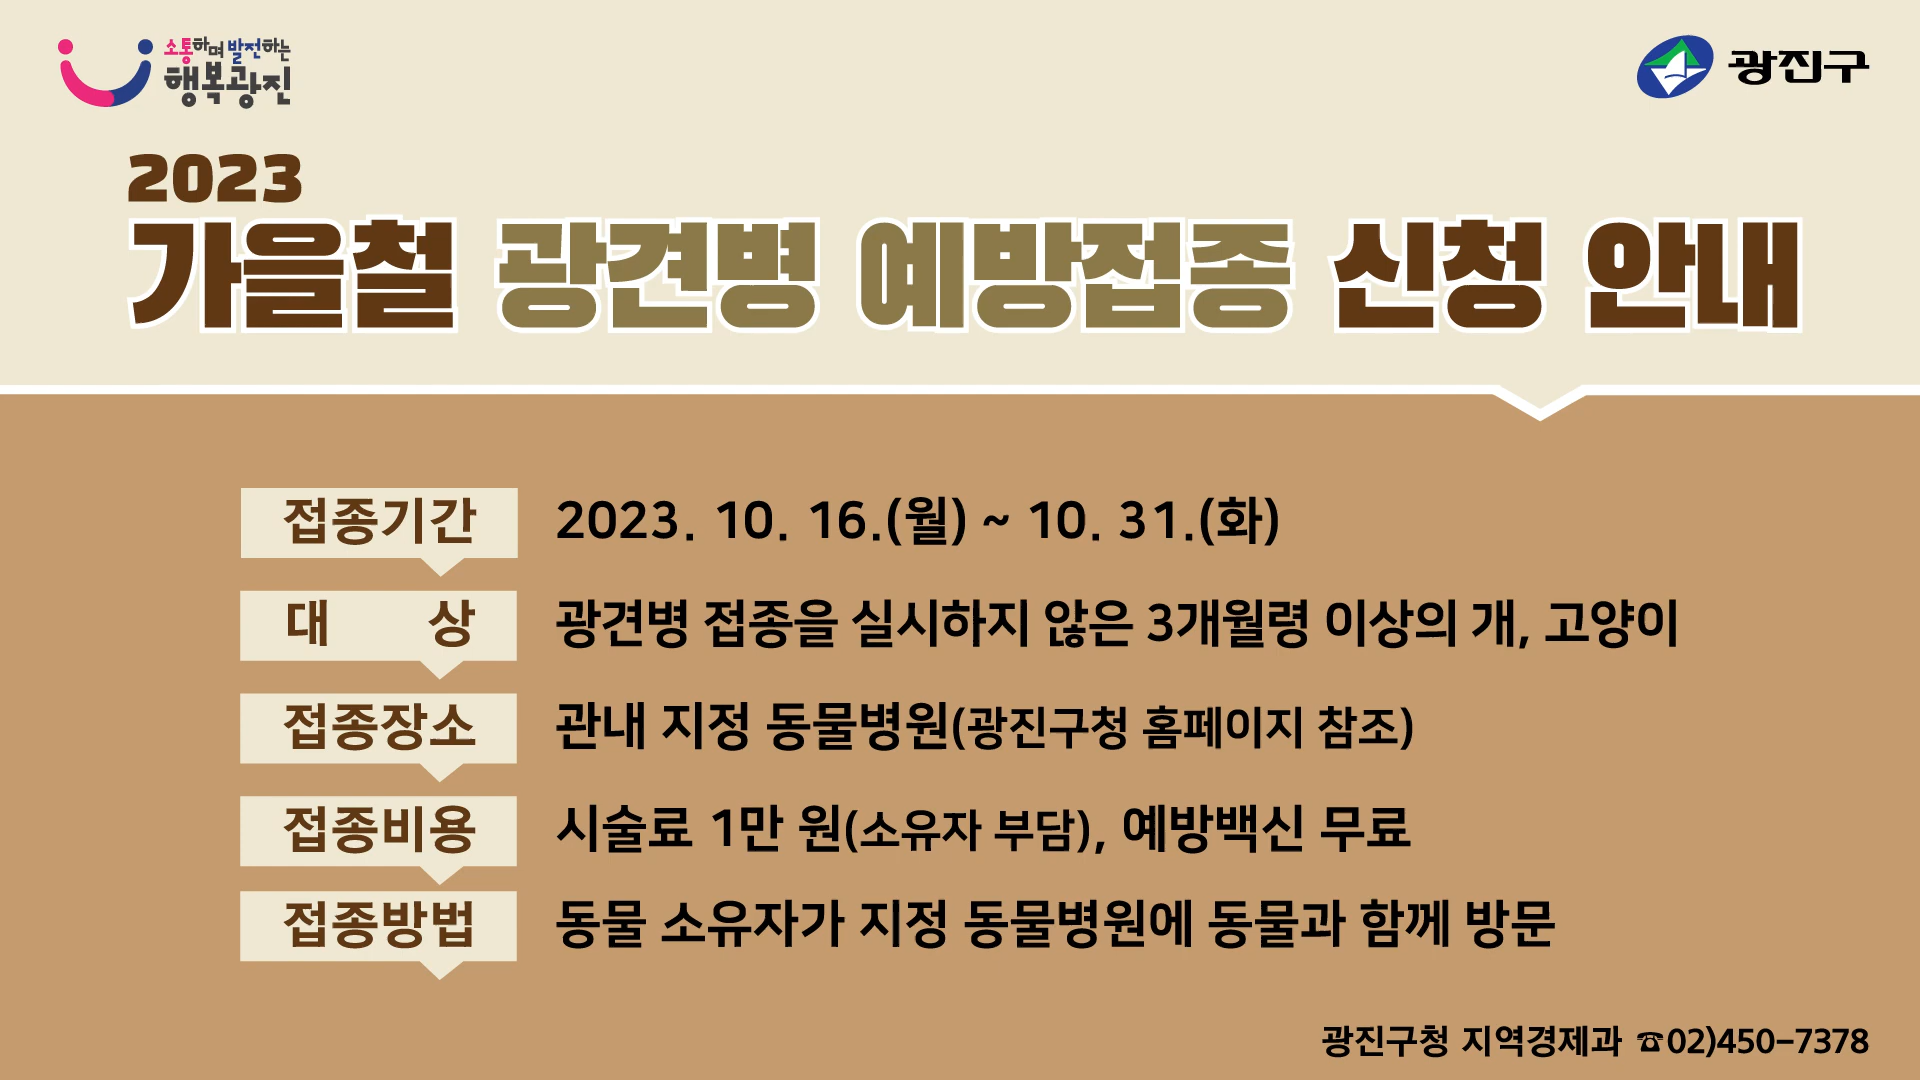 소통하며 발전하는
행복광진
광진구
2023
가을철 광견병 예방접종 신청 안내
접종기간 2023. 10. 16.(월) ~ 10. 31.(화)
대 상 광견병 접종을 실시하지 않은 3개월령 이상의 개, 고양이
접종장소 관내 지정 동물병원(광진구청 홈페이지 참조)
접종비용 시술료 1만 원(소유자 부담), 예방백신 무료
접종방법 동물 소유자가 지정 동물병원에 동물과 함께 방문
광진구청 지역경제과 ☎02)450-7378